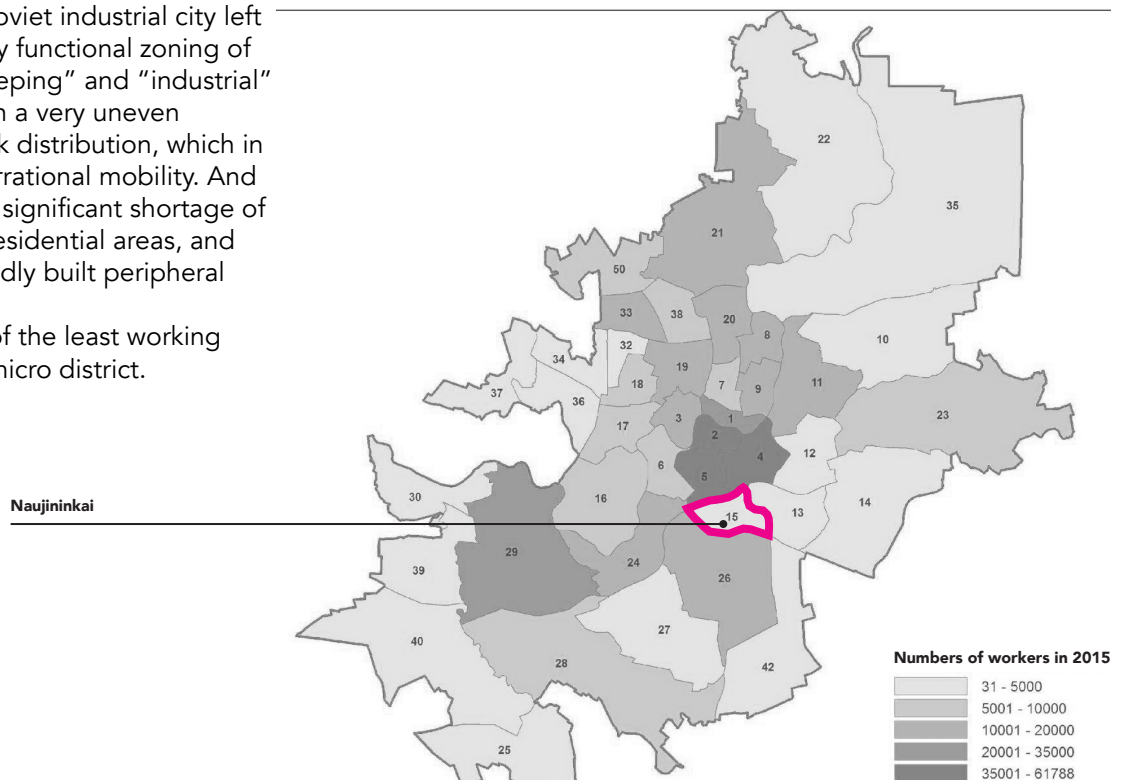 oviet industrial city left
y functional zoning of
eping” and “industrial”
n a very uneven
k distribution, which in
rrational mobility. And
significant shortage of
esidential areas, and
dly built peripheral
of the least working
nicro district.
Naujininkai
22
35
21
50
33
38
20
8
10
32
34
19
11
7
9
18
37
36
23
3
1
17
2
4
12
6
5
30
16
14
15
13
29
24
26
39
27
40
28
42
25
Numbers of workers in 2015
31 - 5000
5001 - 10000
10001 - 20000
20001 - 35000
35001 - 61788